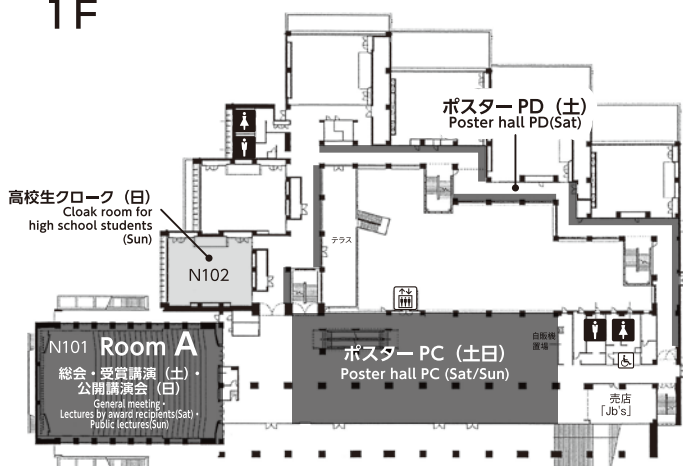 1F
ポスター PD（土）
Poster hall PD(Sat)
高校生クローク（日）
Cloak room for
high school students
(Sun)
テラス
N102
N101 Room A
総会・受賞講演（土）・
公開講演会（日）
General meeting・
Lectures by award recipients(Sat)・
Public lectures(Sun)
ポスター PC（土日）
Poster hall PC (Sat/Sun)
自販機
置場
売店
「Jb's」